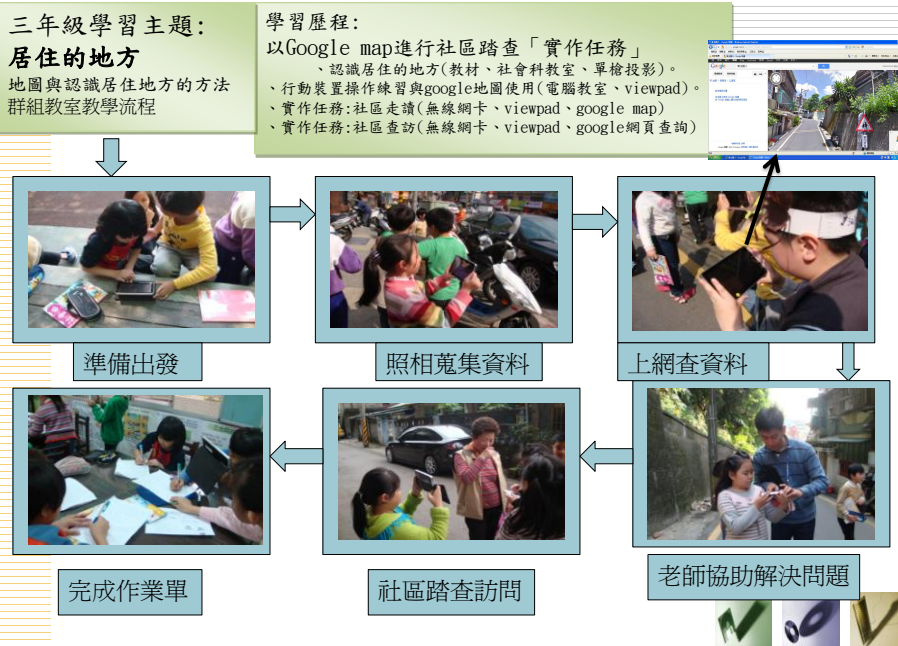 三年級學習主題:
居住的地方
地圖與認識居住地方的方法
群組教室教學流程
學習歷程:
以Google map進行社區踏查「實作任務」
、認識居住的地方(教材、社會科教室、單槍投影)。
、行動裝置操作練習與google地圖使用(電腦教室、viewpad)。
、實作任務:社區走讀(無線網卡、viewpad、google map)
、實作任務:社區查訪(無線網卡、viewpad、google網頁查詢)
Google
準備出發
照相蒐集資料
上網查資料
完成作業單
社區踏查訪問
老師協助解決問題